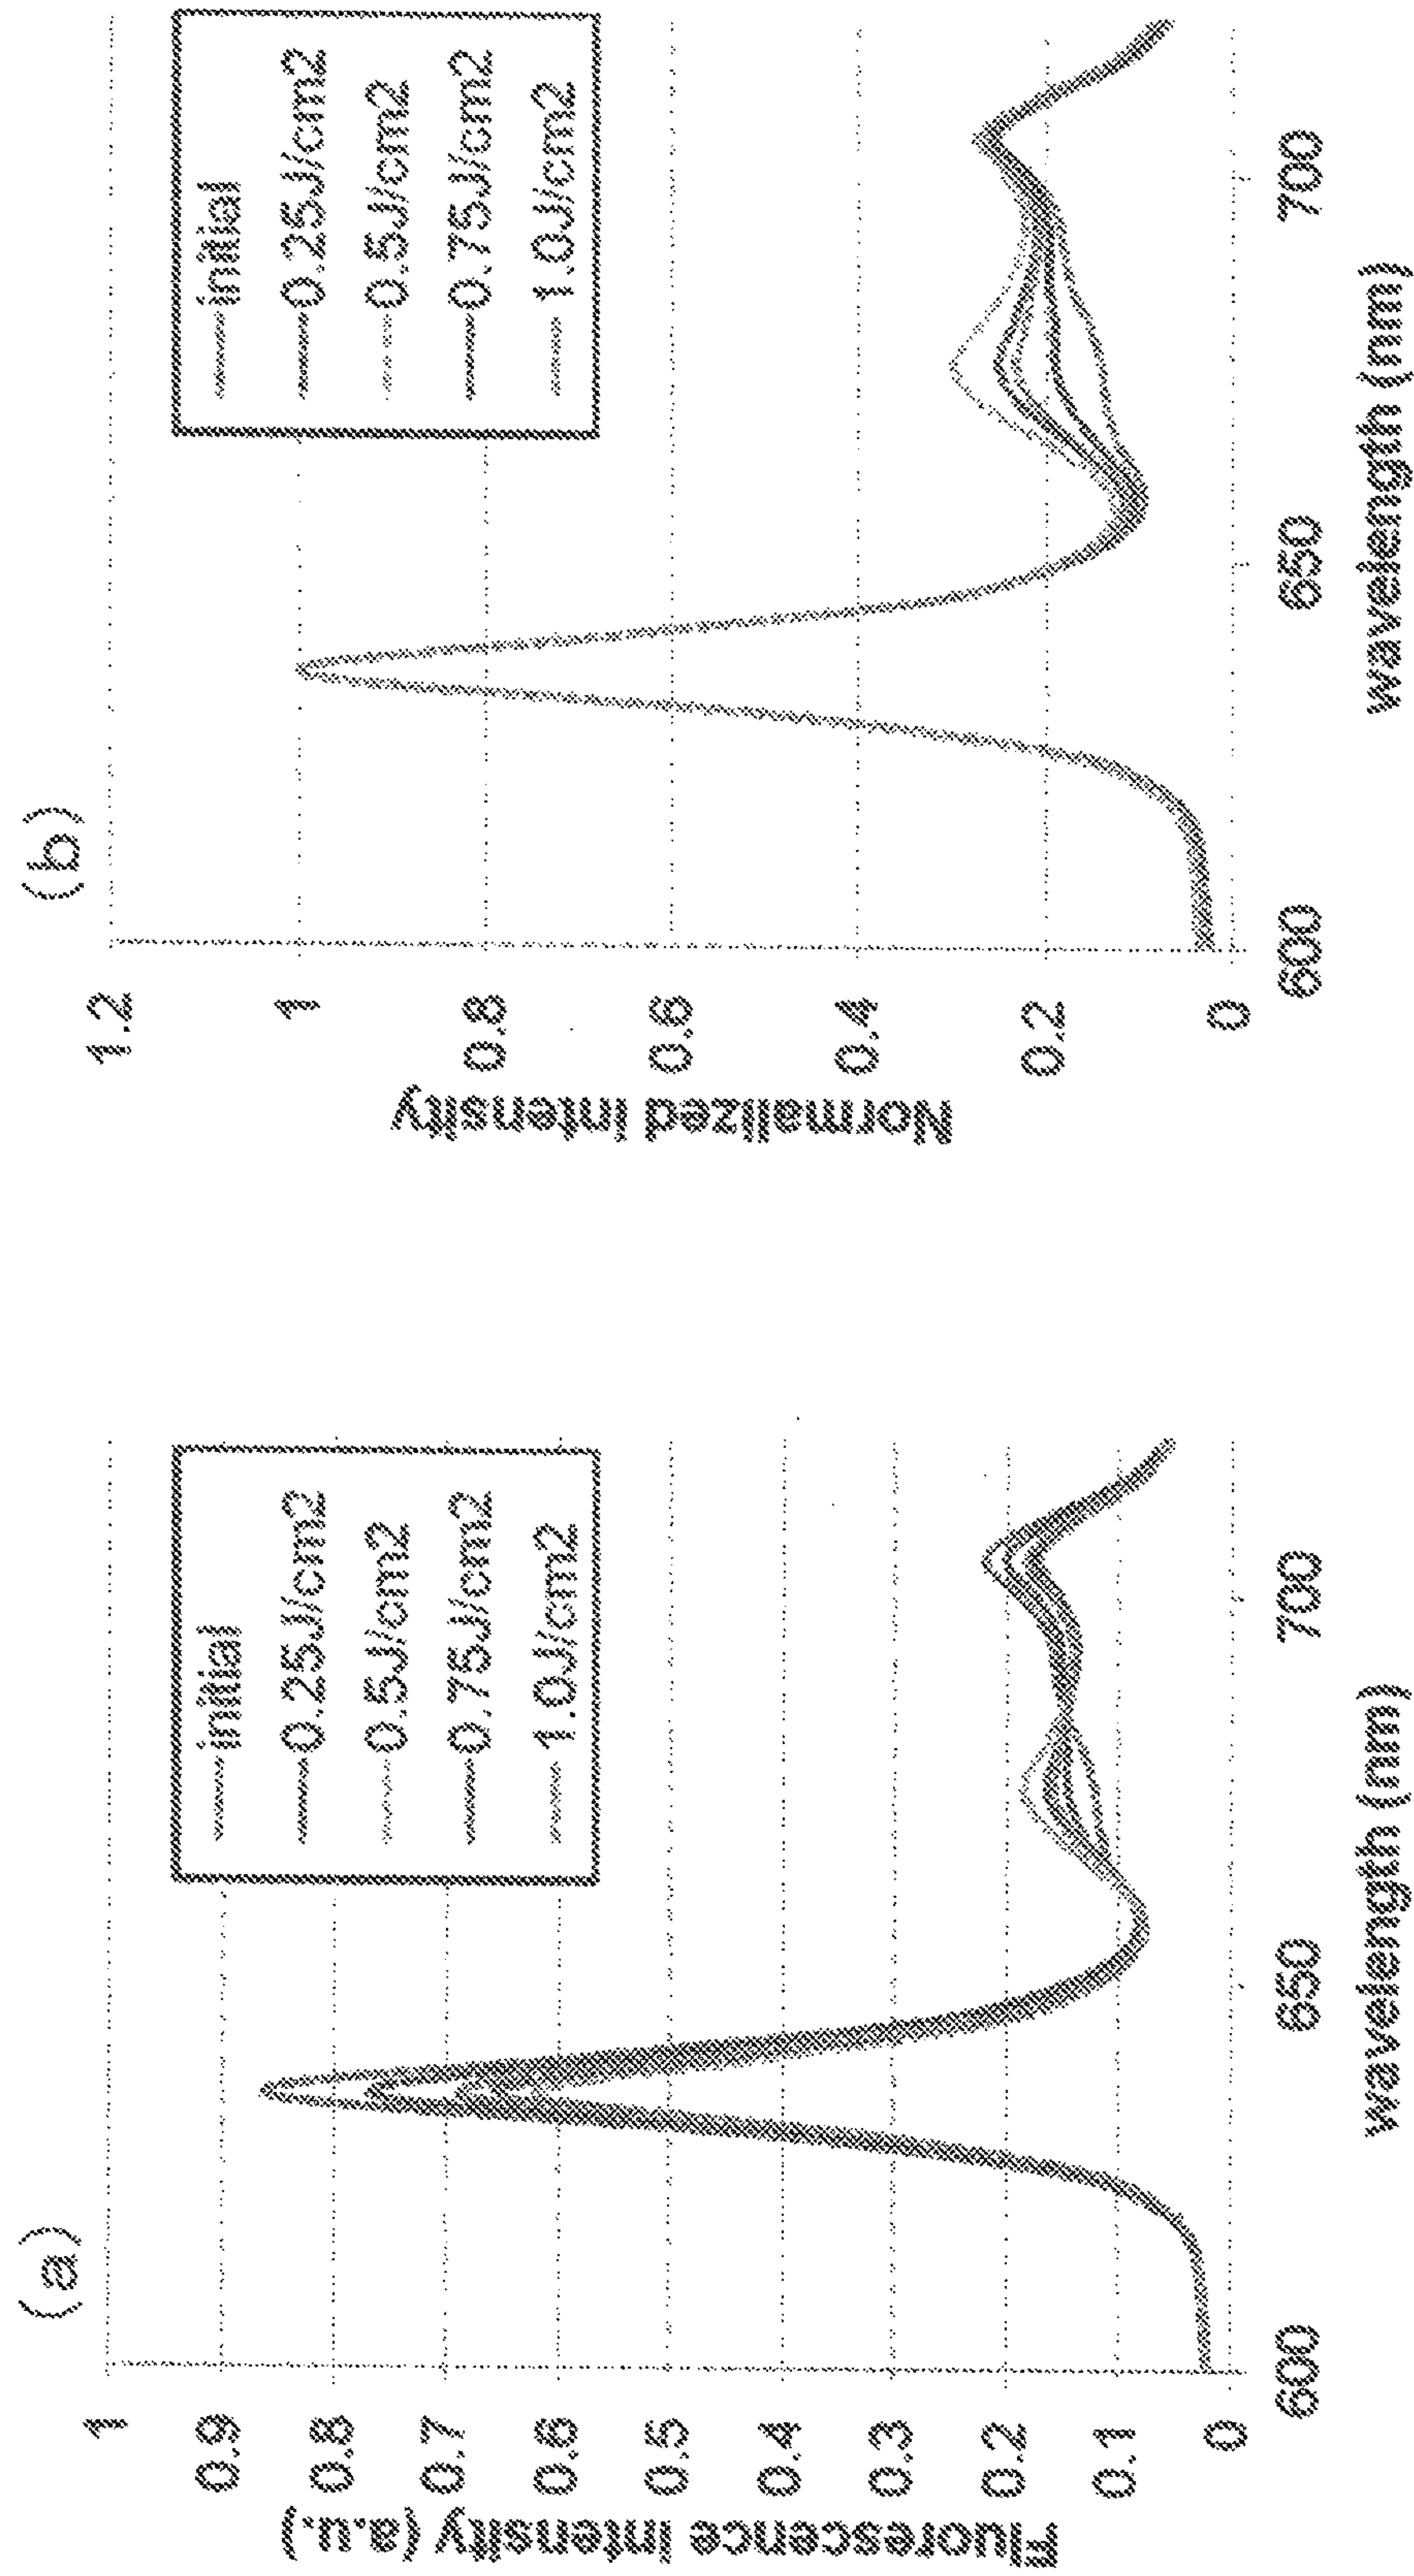 (a)
Fluorescence intensity (a.u.)
1
0.9
0.8
0.7
0.6
0.5
0.4
0.3
0.2
0.1
0
600
650
700
wavelength (nm)
initial
0.25J/cm2
0.5J/cm2
0.75J/cm2
1.0J/cm2
(b)
Normalized intensity
1.2
1
0.8
0.6
0.4
0.2
0
600
650
700
wavelength (nm)
initial
0.25J/cm2
0.5J/cm2
0.75J/cm2
1.0J/cm2